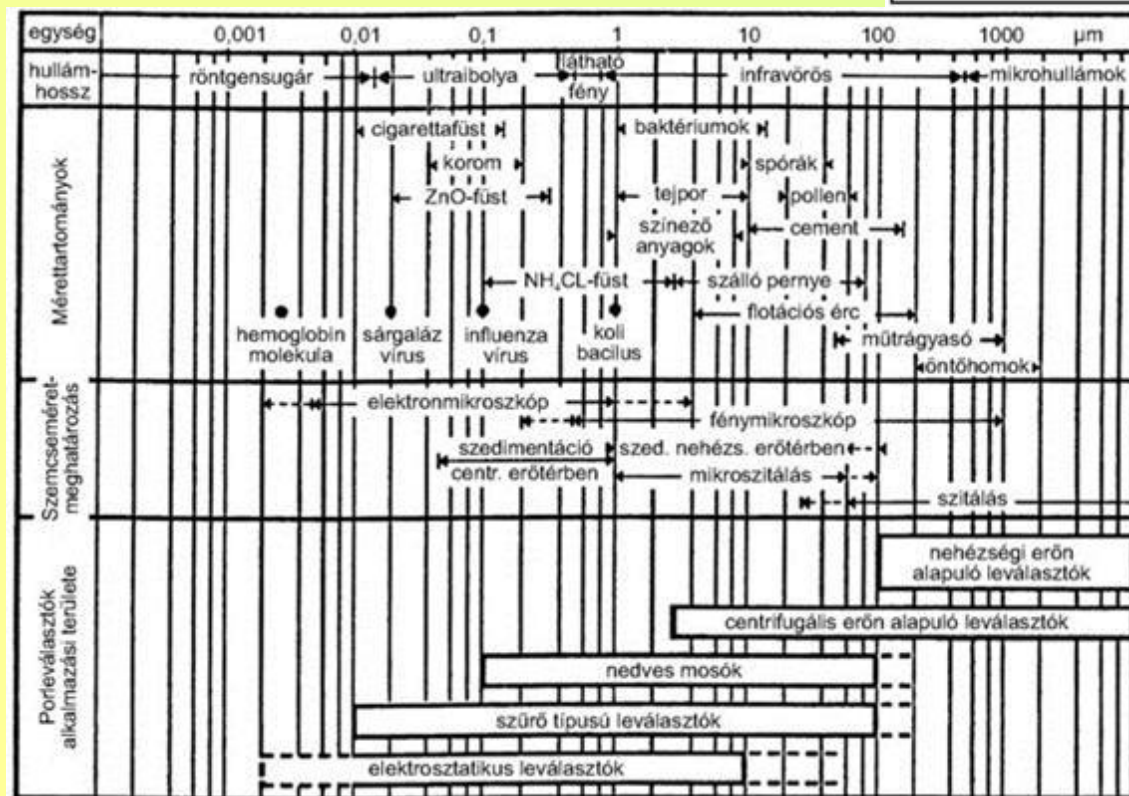 egység 0,001 0,01 0,1 1 10 100 1000 µm
hullám-
hossz
röntgensugár ultraibolya látható
fény
infravörös mikrohullámok
Mérettartományok
cigarettafüst baktériumok
korom spórák
ZnO-füst tejpor pollen
színező
anyagok
cement
NH₄CL-füst szálló pernye
flotációs érc
hemoglobin
molekula
sárgaláz
vírus
influenza
vírus
koli
bacilus
műtrágyasó
öntőhomok
Szemcseméret-
meghatározás
elektronmikroszkóp
fénymikroszkóp
szedimentáció
centr. erőtérben
szed. nehézs. erőtérben
mikroszitálás
szitálás
Porleválasztók
alkalmazási területe
nehézségi erőn
alapuló leválasztók
centrifugális erőn alapuló leválasztók
nedves mosók
szűrő típusú leválasztók
elektrosztatikus leválasztók